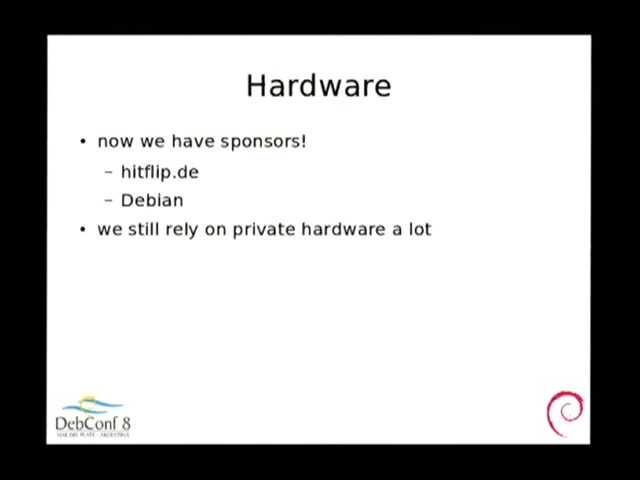 Hardware
• now we have sponsors!
– hitflip.de
– Debian
• we still rely on private hardware a lot
DebConf 8
MAR DEL PLATA - ARGENTINA